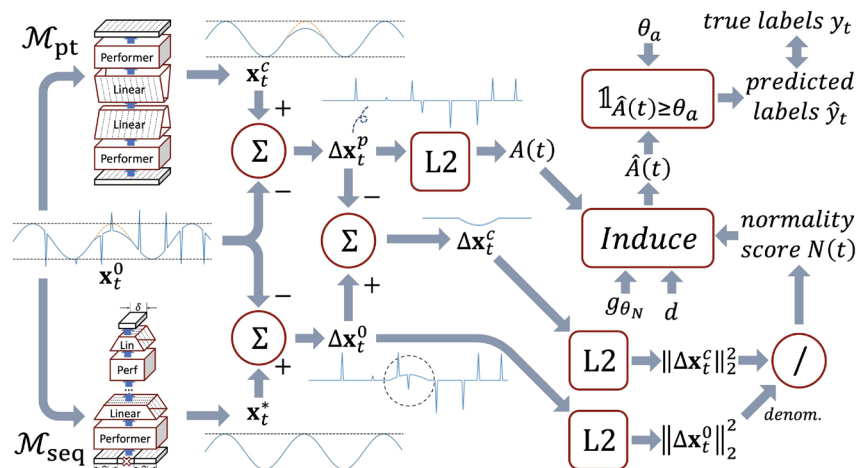 𝓜pt
Performer
Linear
Linear
Performer
x_t^c
+
Σ
−
Δx_t^p
L2
A(t)
θ_a
true labels y_t
𝟙_{Â(t)≥θ_a}
predicted
labels ŷ_t
Â(t)
x_t^0
−
Σ
+
Δx_t^c
Induce
normality
score N(t)
g_{θ_N}
d
δ
Lin
Perf
...
Linear
Performer
𝓜seq
−
Σ
+
Δx_t^0
x_t^*
L2
‖Δx_t^c‖_2^2
/
L2
‖Δx_t^0‖_2^2
denom.